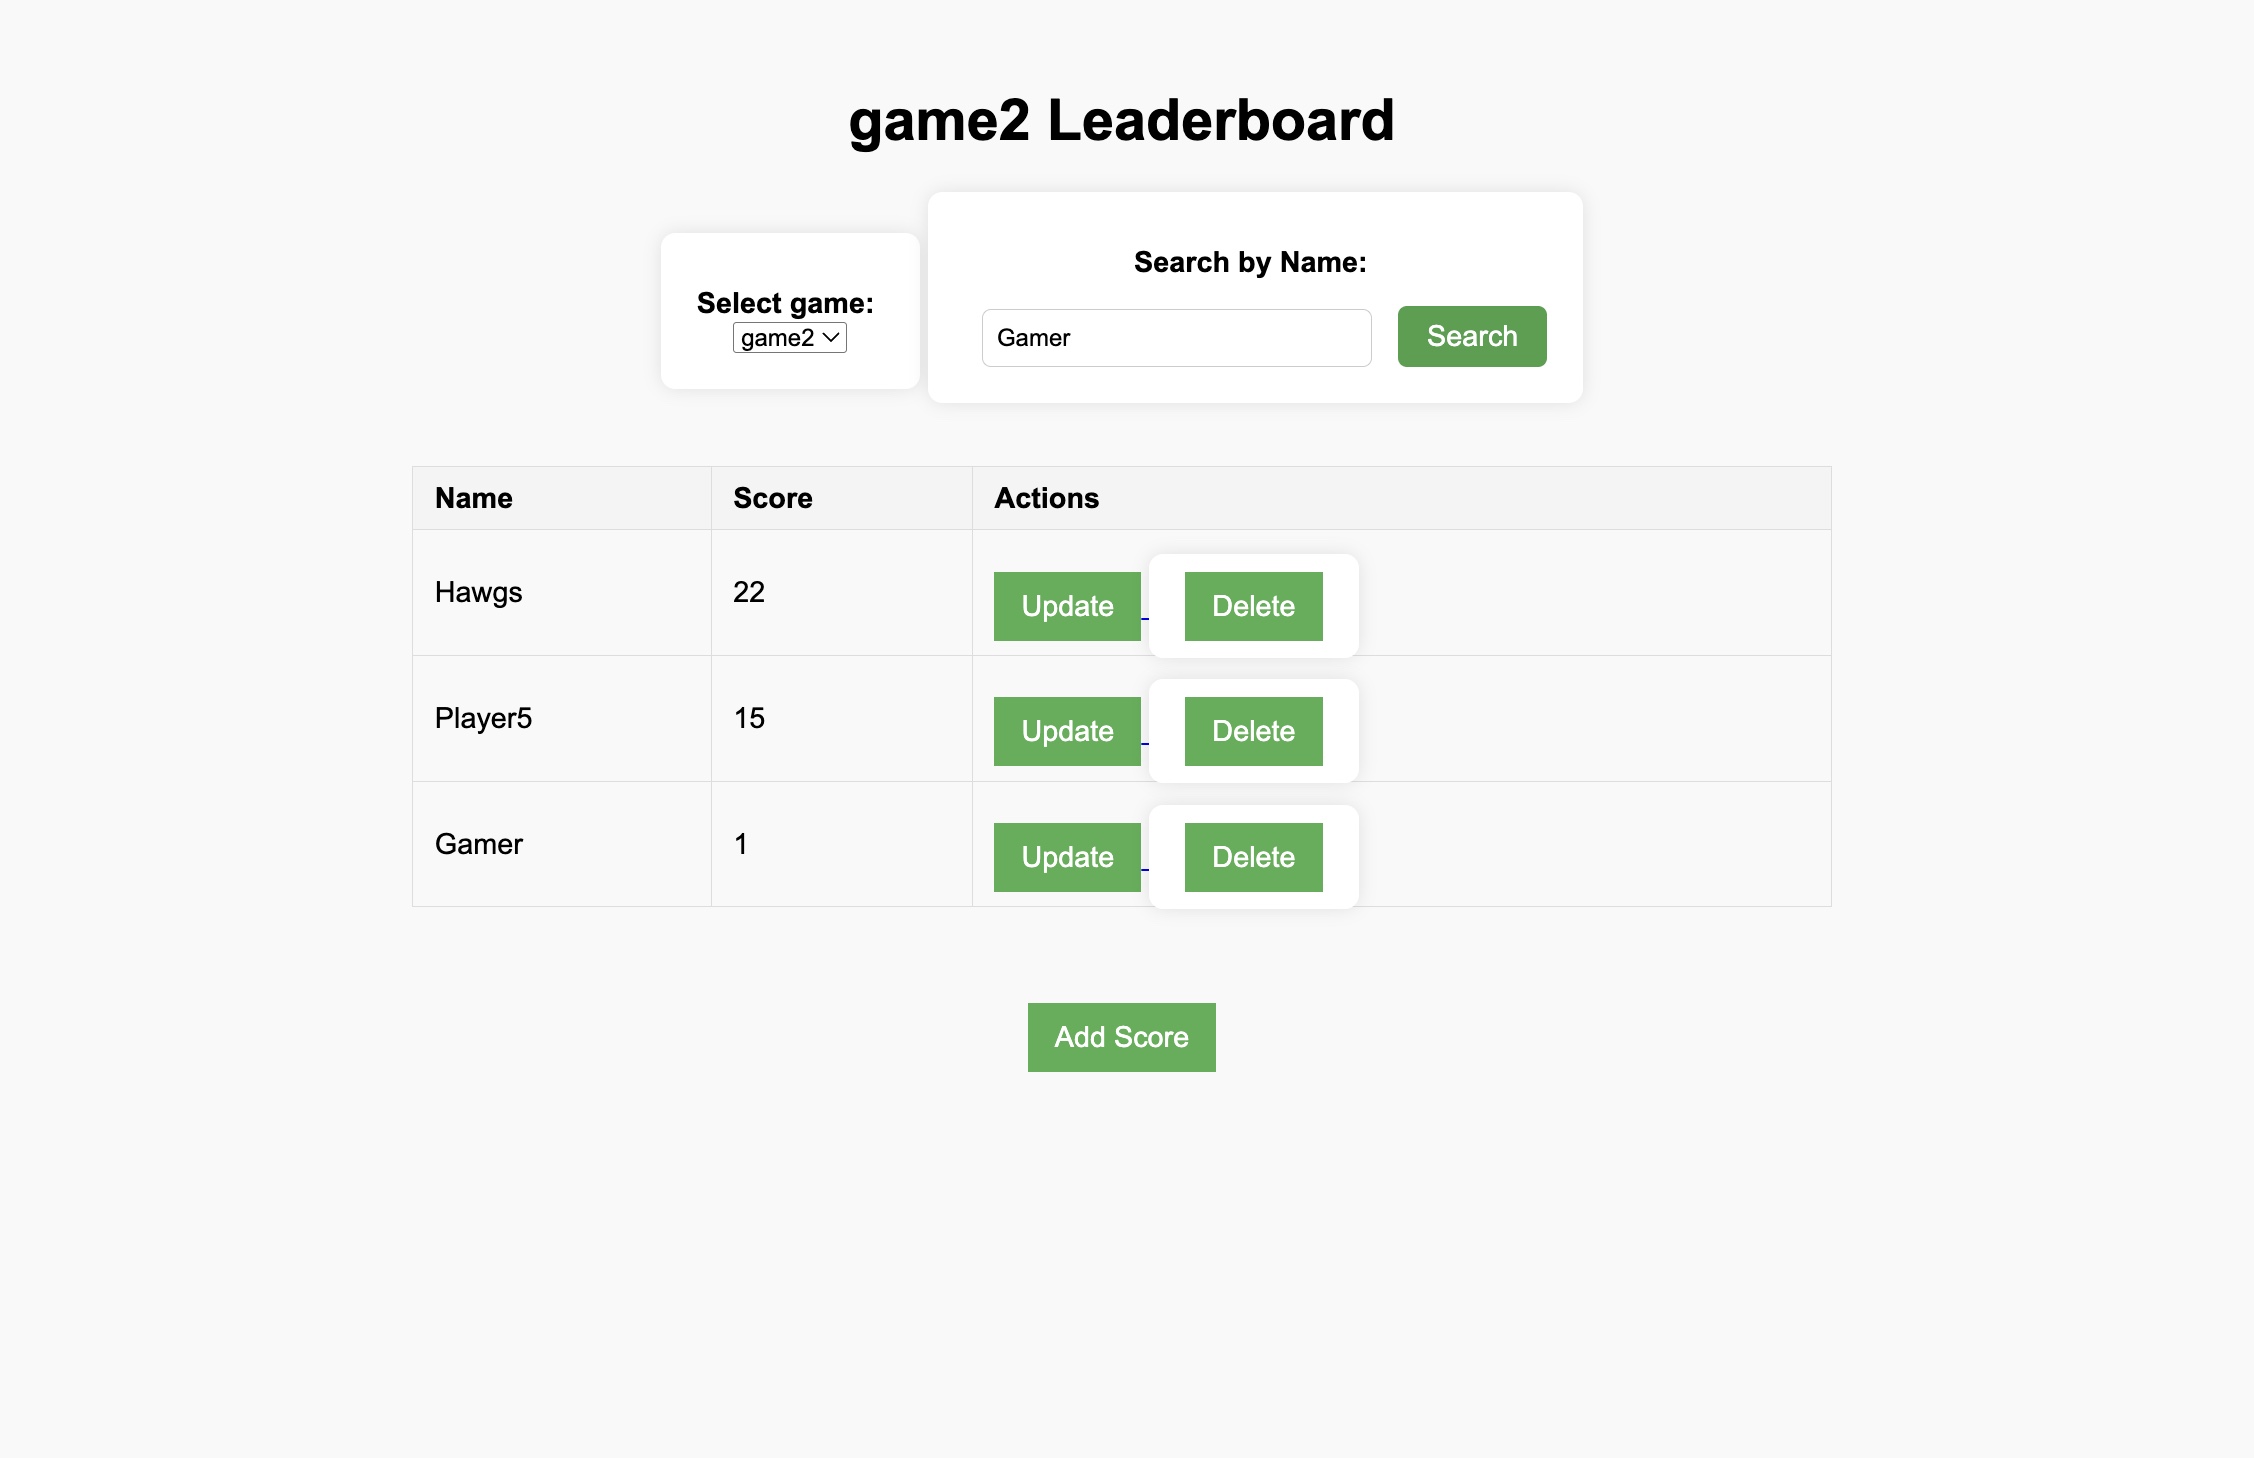 game2 Leaderboard
Select game:
game2
Search by Name:
Gamer Search
Name Score Actions
Hawgs 22 Update Delete
Player5 15 Update Delete
Gamer 1 Update Delete
Add Score